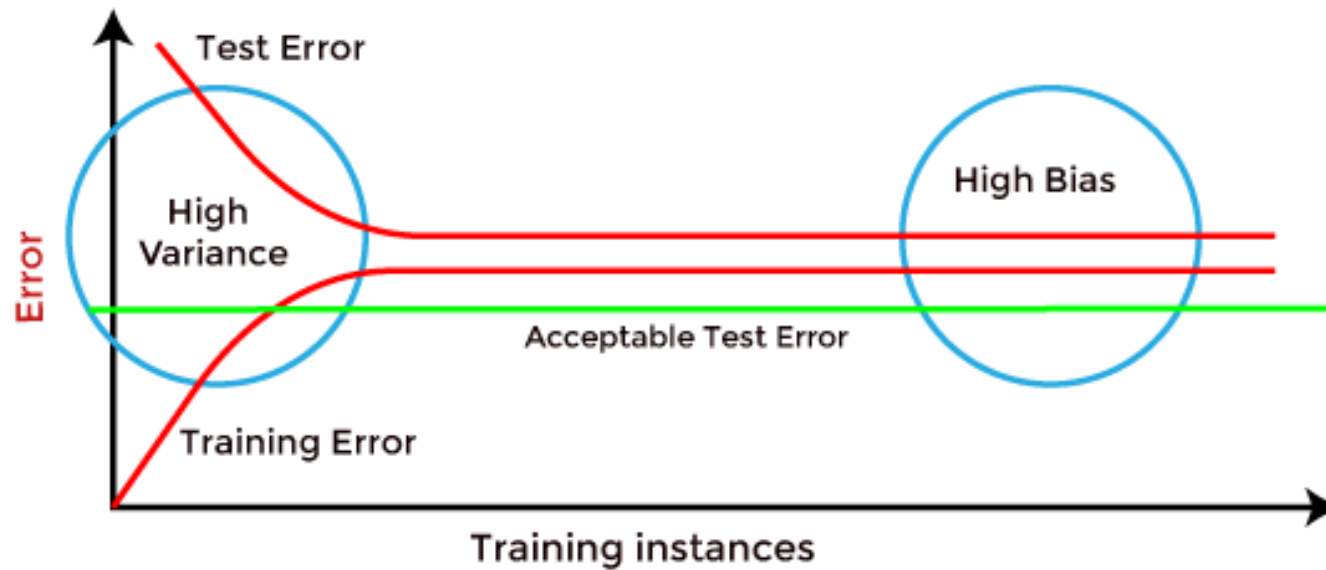 Test Error
High
Variance
High Bias
Error
Acceptable Test Error
Training Error
Training instances